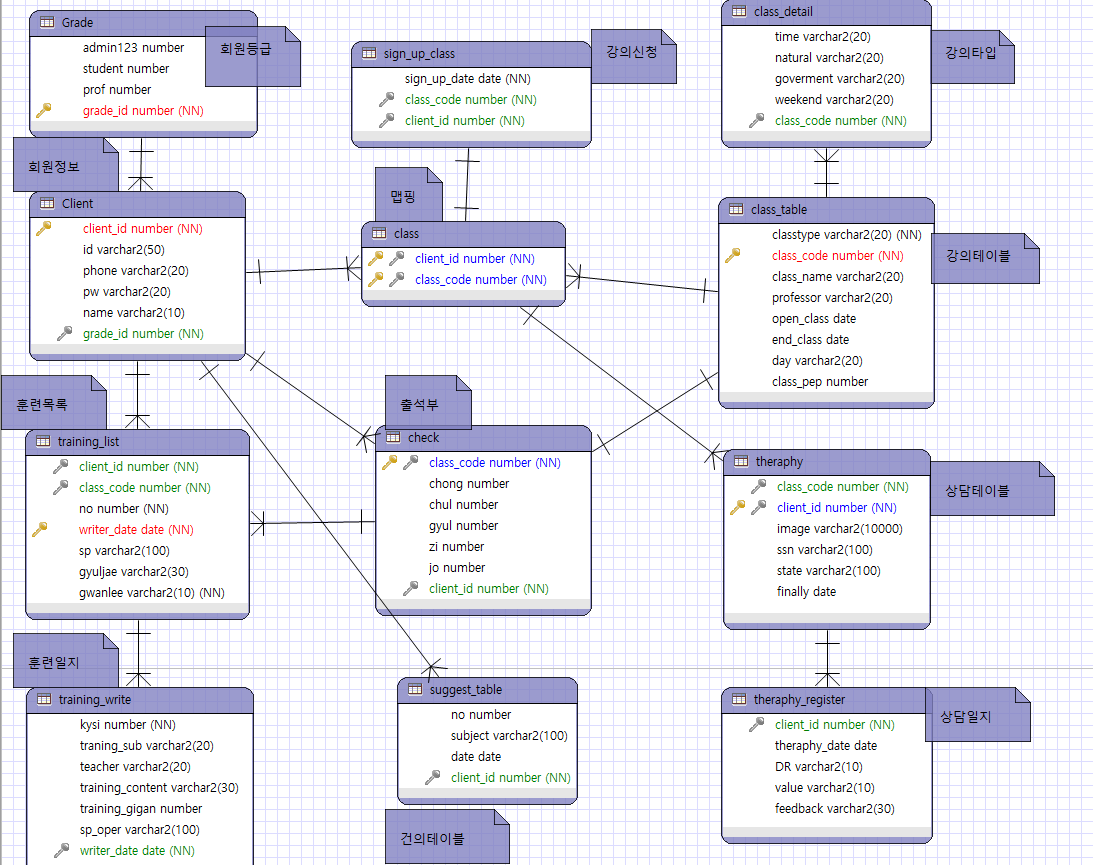 Grade
admin123 number
student number
prof number
grade_id number (NN)
회원등급
sign_up_class
sign_up_date date (NN)
class_code number (NN)
client_id number (NN)
강의신청
class_detail
time varchar2(20)
natural varchar2(20)
goverment varchar2(20)
weekend varchar2(20)
class_code number (NN)
강의타입
회원정보
Client
client_id number (NN)
id varchar2(50)
phone varchar2(20)
pw varchar2(20)
name varchar2(10)
grade_id number (NN)
맵핑
class
client_id number (NN)
class_code number (NN)
class_table
classtype varchar2(20) (NN)
class_code number (NN)
class_name varchar2(20)
professor varchar2(20)
open_class date
end_class date
day varchar2(20)
class_pep number
강의테이블
훈련목록
training_list
client_id number (NN)
class_code number (NN)
no number (NN)
writer_date date (NN)
sp varchar2(100)
gyuljae varchar2(30)
gwanlee varchar2(10) (NN)
출석부
check
class_code number (NN)
chong number
chul number
gyul number
zi number
jo number
client_id number (NN)
theraphy
class_code number (NN)
client_id number (NN)
image varchar2(10000)
ssn varchar2(100)
state varchar2(100)
finally date
상담테이블
훈련일지
training_write
kysi number (NN)
traning_sub varchar2(20)
teacher varchar2(20)
training_content varchar2(30)
training_gigan number
sp_oper varchar2(100)
writer_date date (NN)
suggest_table
no number
subject varchar2(100)
date date
client_id number (NN)
건의테이블
theraphy_register
client_id number (NN)
theraphy_date date
DR varchar2(10)
value varchar2(10)
feedback varchar2(30)
상담일지